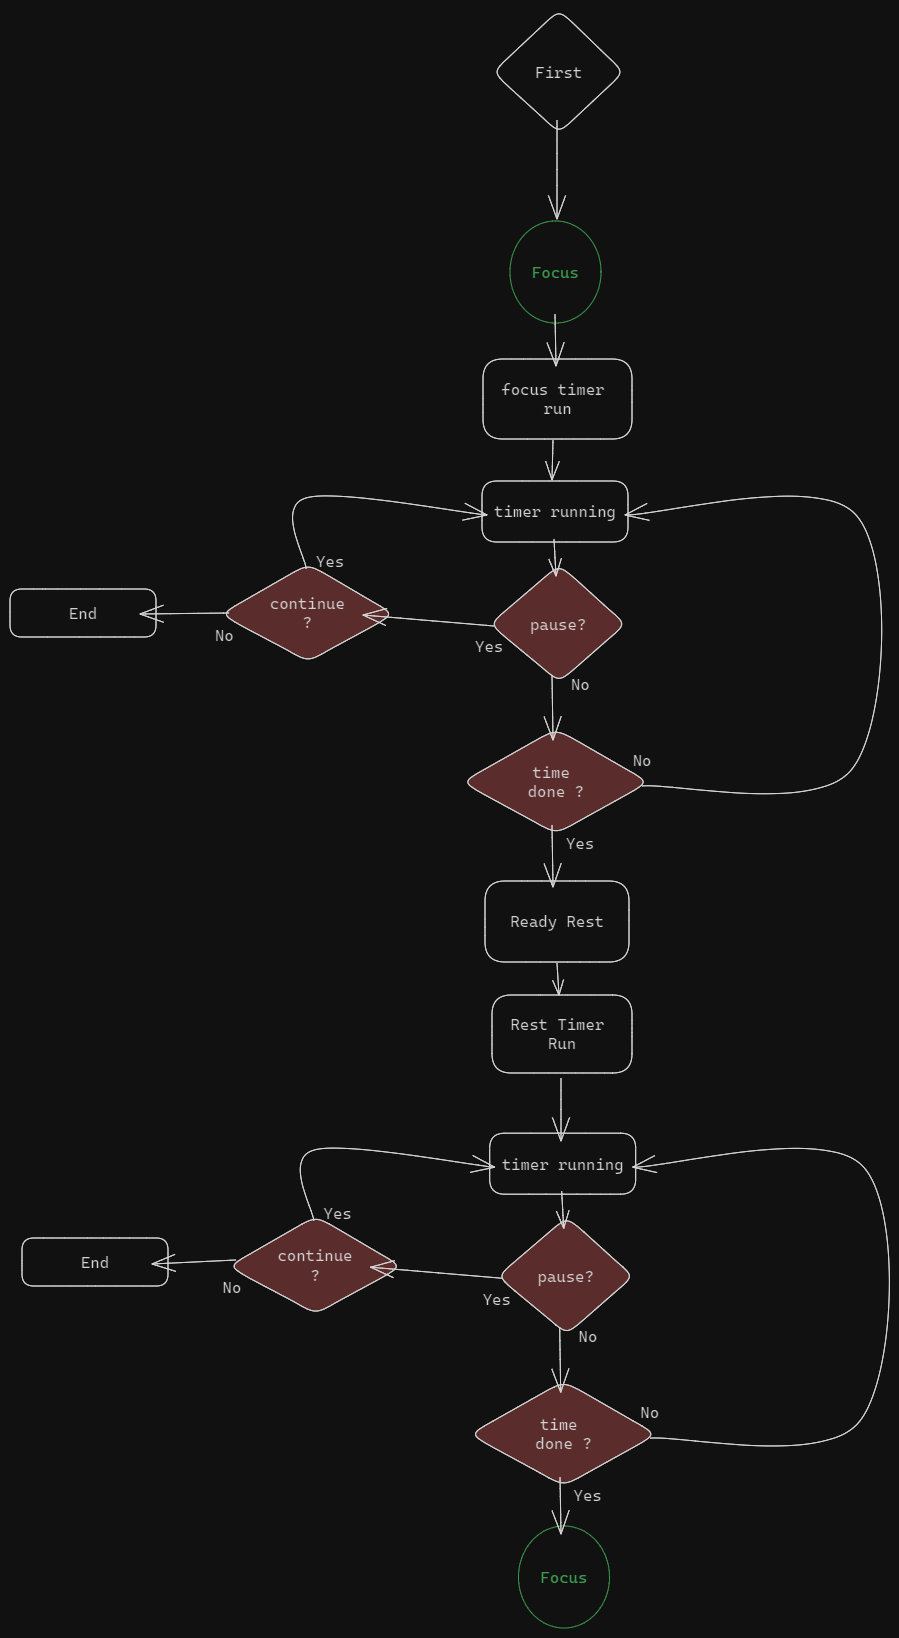 First
Focus
focus timer
run
timer running
Yes
continue
?
End
No
pause?
Yes
No
time
done ?
No
Yes
Ready Rest
Rest Timer
Run
timer running
Yes
continue
?
End
No
pause?
Yes
No
time
done ?
No
Yes
Focus